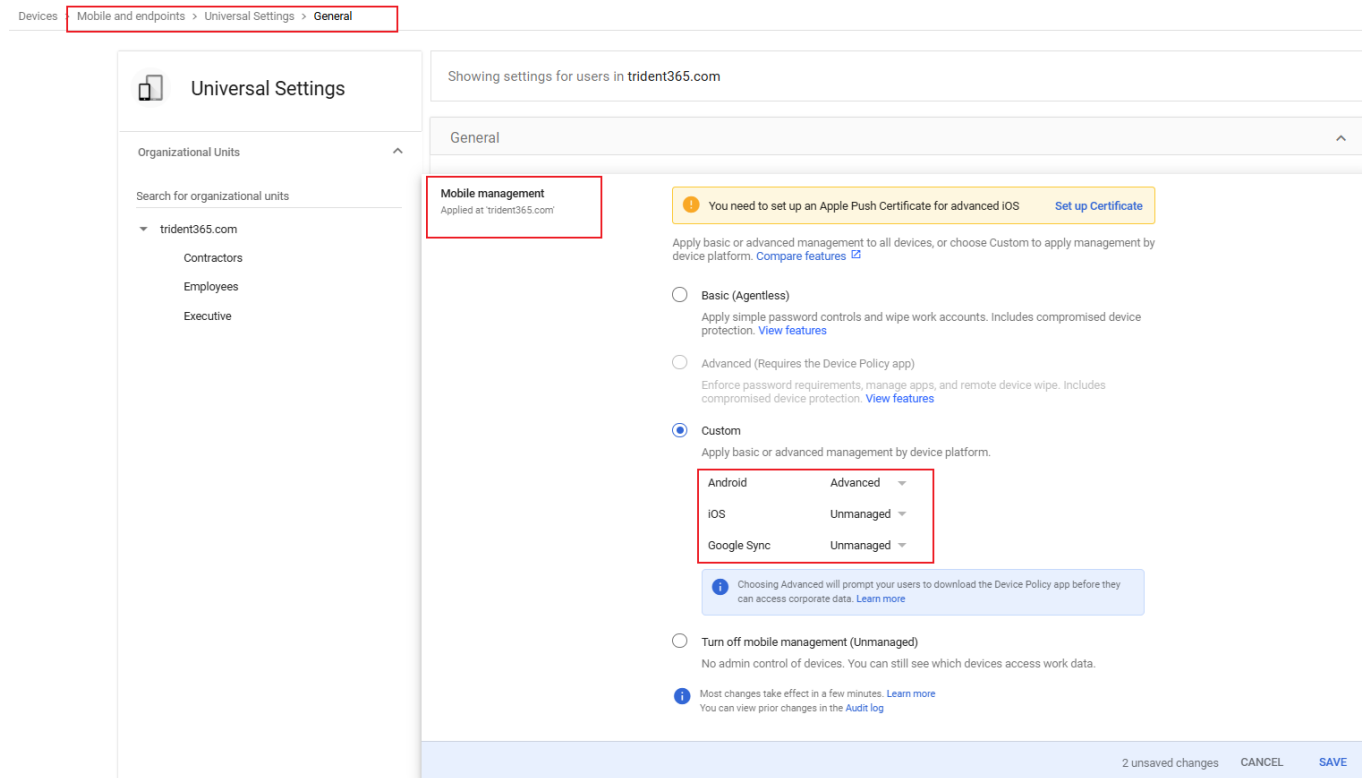 Devices > Mobile and endpoints > Universal Settings > General
Universal Settings
Showing settings for users in trident365.com
Organizational Units
General
Search for organizational units
trident365.com
Contractors
Employees
Executive
Mobile management
Applied at 'trident365.com'
You need to set up an Apple Push Certificate for advanced iOS Set up Certificate
Apply basic or advanced management to all devices, or choose Custom to apply management by
device platform. Compare features
Basic (Agentless)
Apply simple password controls and wipe work accounts. Includes compromised device
protection. View features
Advanced (Requires the Device Policy app)
Enforce password requirements, manage apps, and remote device wipe. Includes
compromised device protection. View features
Custom
Apply basic or advanced management by device platform.
Android Advanced
iOS Unmanaged
Google Sync Unmanaged
Choosing Advanced will prompt your users to download the Device Policy app before they
can access corporate data. Learn more
Turn off mobile management (Unmanaged)
No admin control of devices. You can still see which devices access work data.
Most changes take effect in a few minutes. Learn more
You can view prior changes in the Audit log
2 unsaved changes CANCEL SAVE